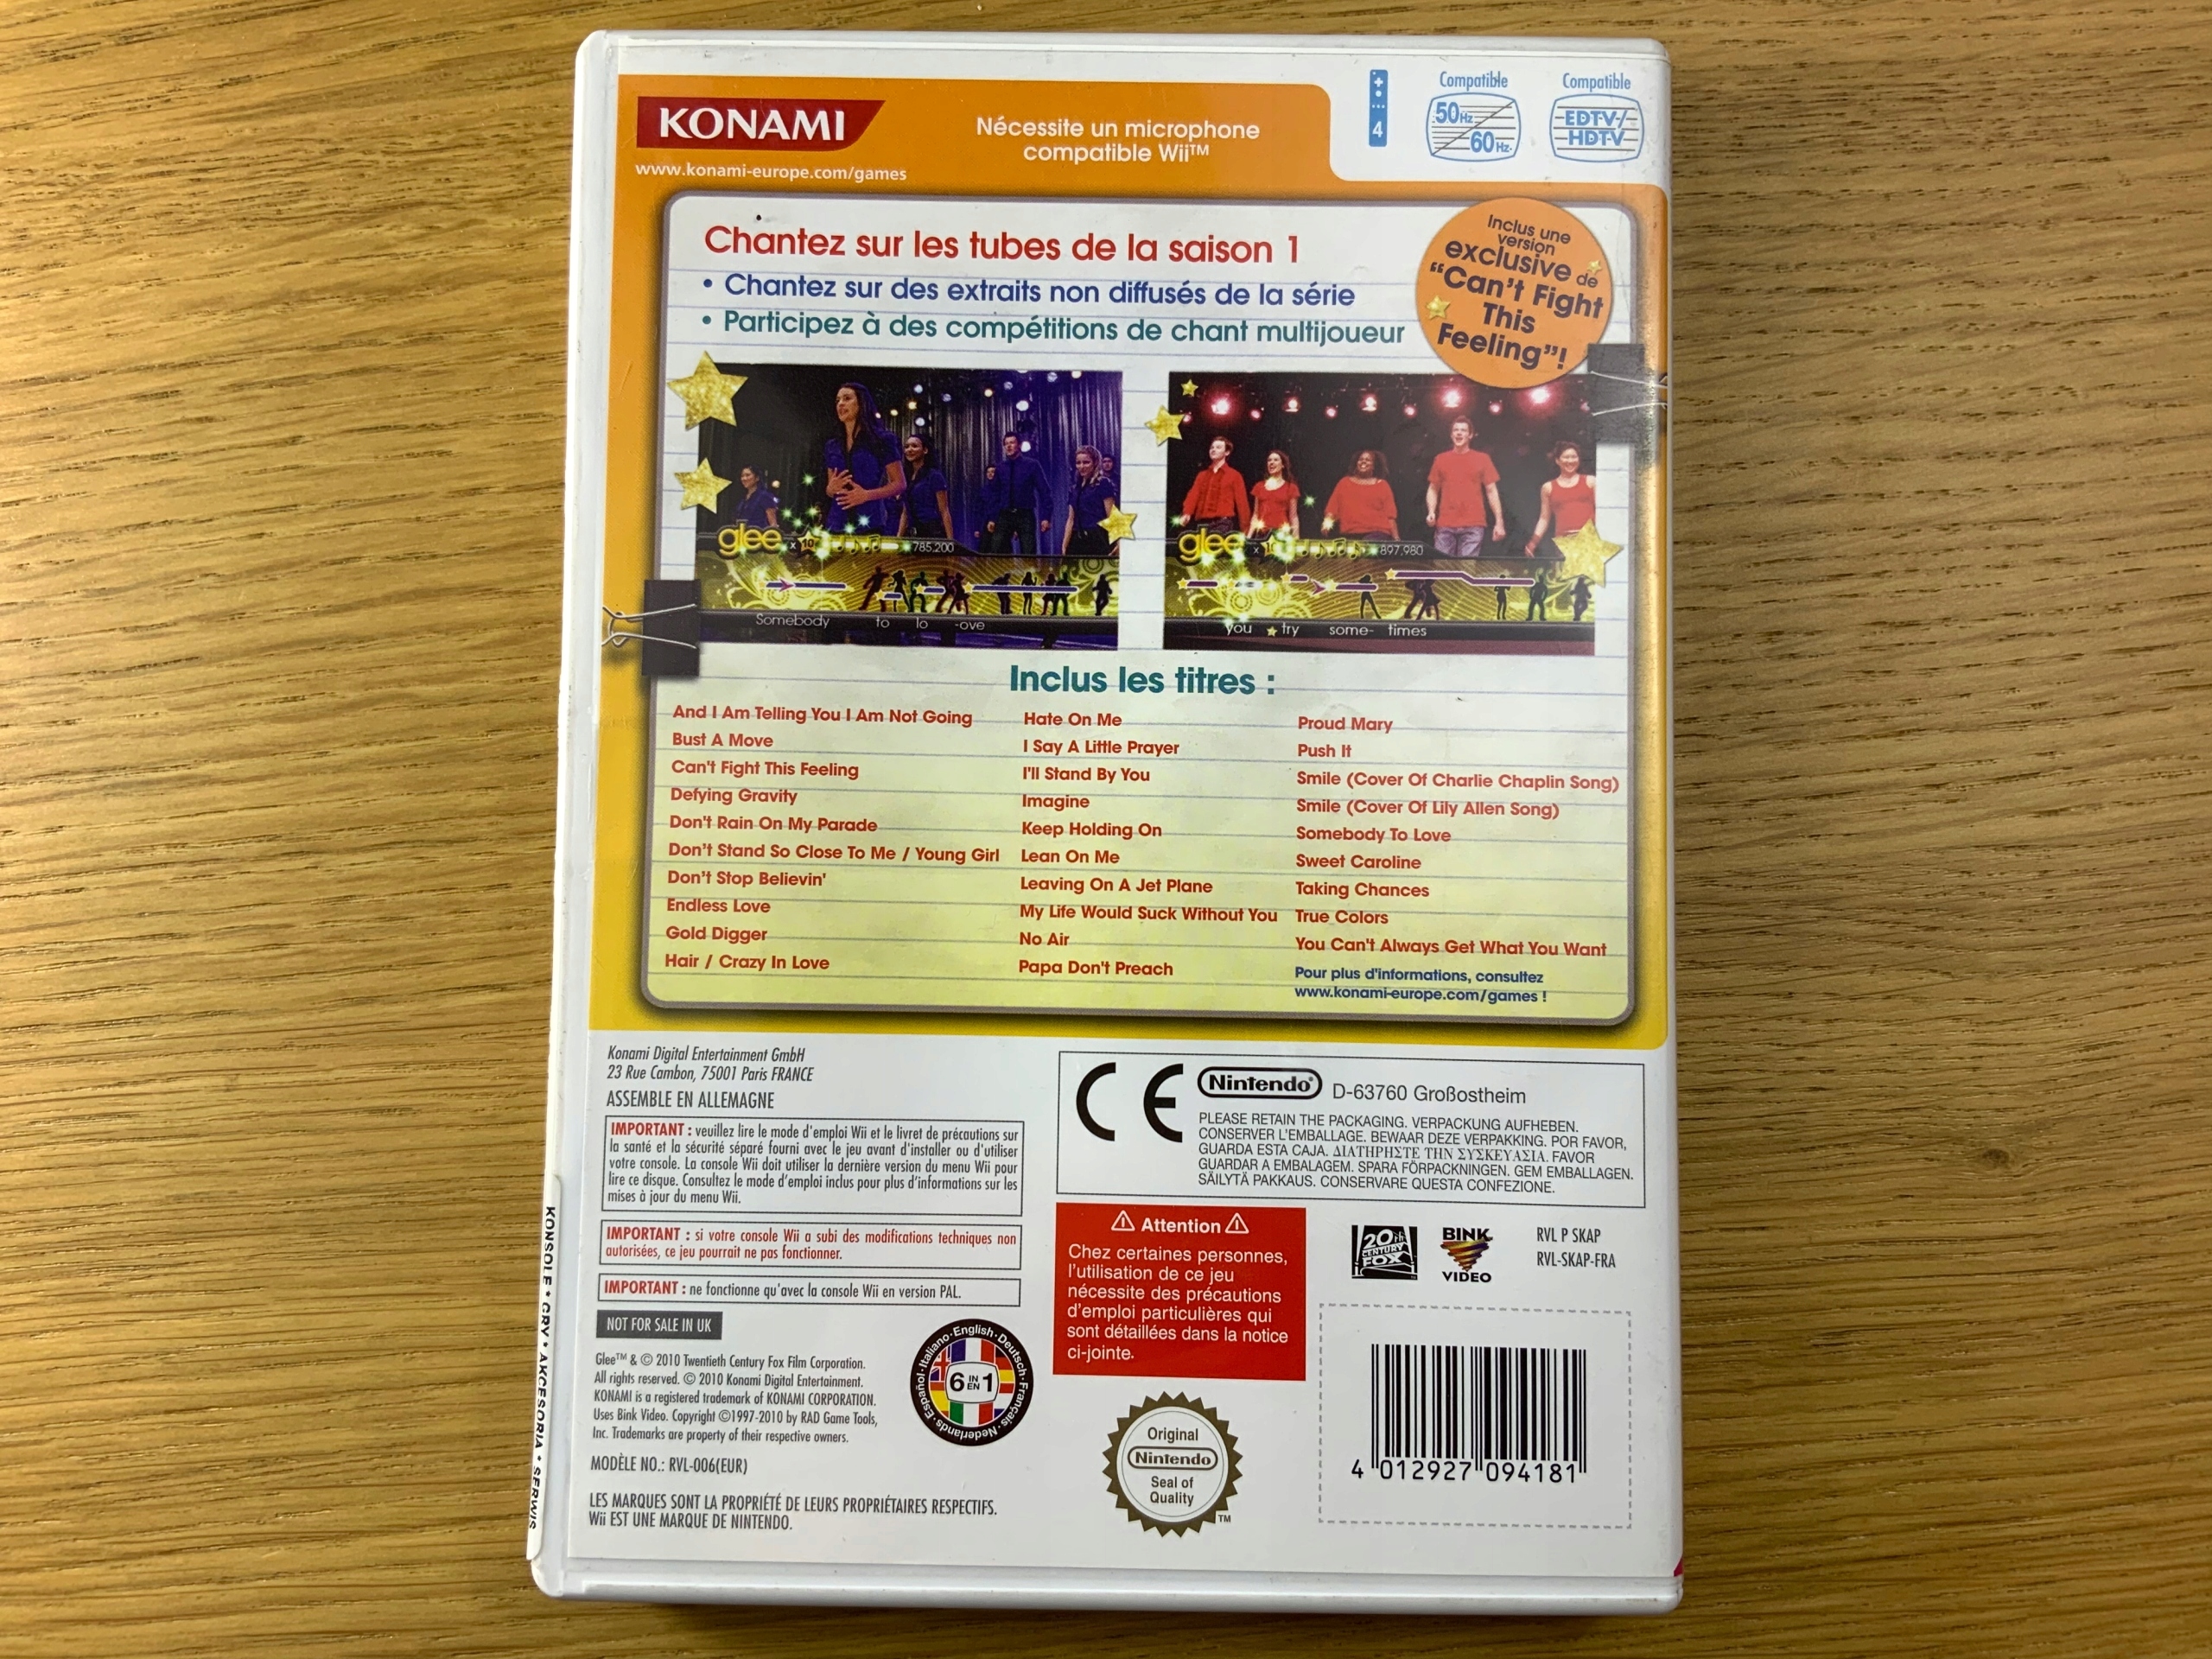 KONAMI
www.konami-europe.com/games
Nécessite un microphone
compatible Wii™
4
Compatible
50Hz
60Hz
Compatible
EDTV/
HDTV
Chantez sur les tubes de la saison 1
• Chantez sur des extraits non diffusés de la série
• Participez à des compétitions de chant multijoueur
Inclus une
version
exclusive de
“Can't Fight
This
Feeling”!
glee x 10 785,200
Somebody to lo -ove
glee x 897,980
you try some- times
Inclus les titres :
And I Am Telling You I Am Not Going
Bust A Move
Can't Fight This Feeling
Defying Gravity
Don't Rain On My Parade
Don't Stand So Close To Me / Young Girl
Don't Stop Believin'
Endless Love
Gold Digger
Hair / Crazy In Love
Hate On Me
I Say A Little Prayer
I'll Stand By You
Imagine
Keep Holding On
Lean On Me
Leaving On A Jet Plane
My Life Would Suck Without You
No Air
Papa Don't Preach
Proud Mary
Push It
Smile (Cover Of Charlie Chaplin Song)
Smile (Cover Of Lily Allen Song)
Somebody To Love
Sweet Caroline
Taking Chances
True Colors
You Can't Always Get What You Want
Pour plus d'informations, consultez
www.konami-europe.com/games !
Konami Digital Entertainment GmbH
23 Rue Cambon, 75001 Paris FRANCE
ASSEMBLE EN ALLEMAGNE
IMPORTANT : veuillez lire le mode d'emploi Wii et le livret de précautions sur
la santé et la sécurité séparé fourni avec le jeu avant d'installer ou d'utiliser
votre console. La console Wii doit utiliser la dernière version du menu Wii pour
lire ce disque. Consultez le mode d'emploi inclus pour plus d'informations sur les
mises à jour du menu Wii.
IMPORTANT : si votre console Wii a subi des modifications techniques non
autorisées, ce jeu pourrait ne pas fonctionner.
IMPORTANT : ne fonctionne qu'avec la console Wii en version PAL.
NOT FOR SALE IN UK
Glee™ & © 2010 Twentieth Century Fox Film Corporation.
All rights reserved. © 2010 Konami Digital Entertainment.
KONAMI is a registered trademark of KONAMI CORPORATION.
Uses Bink Video. Copyright ©1997-2010 by RAD Game Tools,
Inc. Trademarks are property of their respective owners.
MODÈLE NO.: RVL-006(EUR)
LES MARQUES SONT LA PROPRIÉTÉ DE LEURS PROPRIÉTAIRES RESPECTIFS.
Wii EST UNE MARQUE DE NINTENDO.
English · Deutsch · Français · Nederlands · Español · Italiano ·
6 IN EN 1
CE
Nintendo® D-63760 Großostheim
PLEASE RETAIN THE PACKAGING. VERPACKUNG AUFHEBEN.
CONSERVER L'EMBALLAGE. BEWAAR DEZE VERPAKKING. POR FAVOR,
GUARDA ESTA CAJA. ΔΙΑΤΗΡΗΣΤΕ ΤΗΝ ΣΥΣΚΕΥΑΣΙΑ. FAVOR
GUARDAR A EMBALAGEM. SPARA FÖRPACKNINGEN. GEM EMBALLAGEN.
SÄILYTÄ PAKKAUS. CONSERVARE QUESTA CONFEZIONE.
⚠ Attention ⚠
Chez certaines personnes,
l'utilisation de ce jeu
nécessite des précautions
d'emploi particulières qui
sont détaillées dans la notice
ci-jointe.
20th
CENTURY
FOX
BINK
VIDEO
RVL P SKAP
RVL-SKAP-FRA
Original
Nintendo
Seal of
Quality
TM
4 012927 094181
KONSOLE * GRY * AKCESORIA * SERWIS